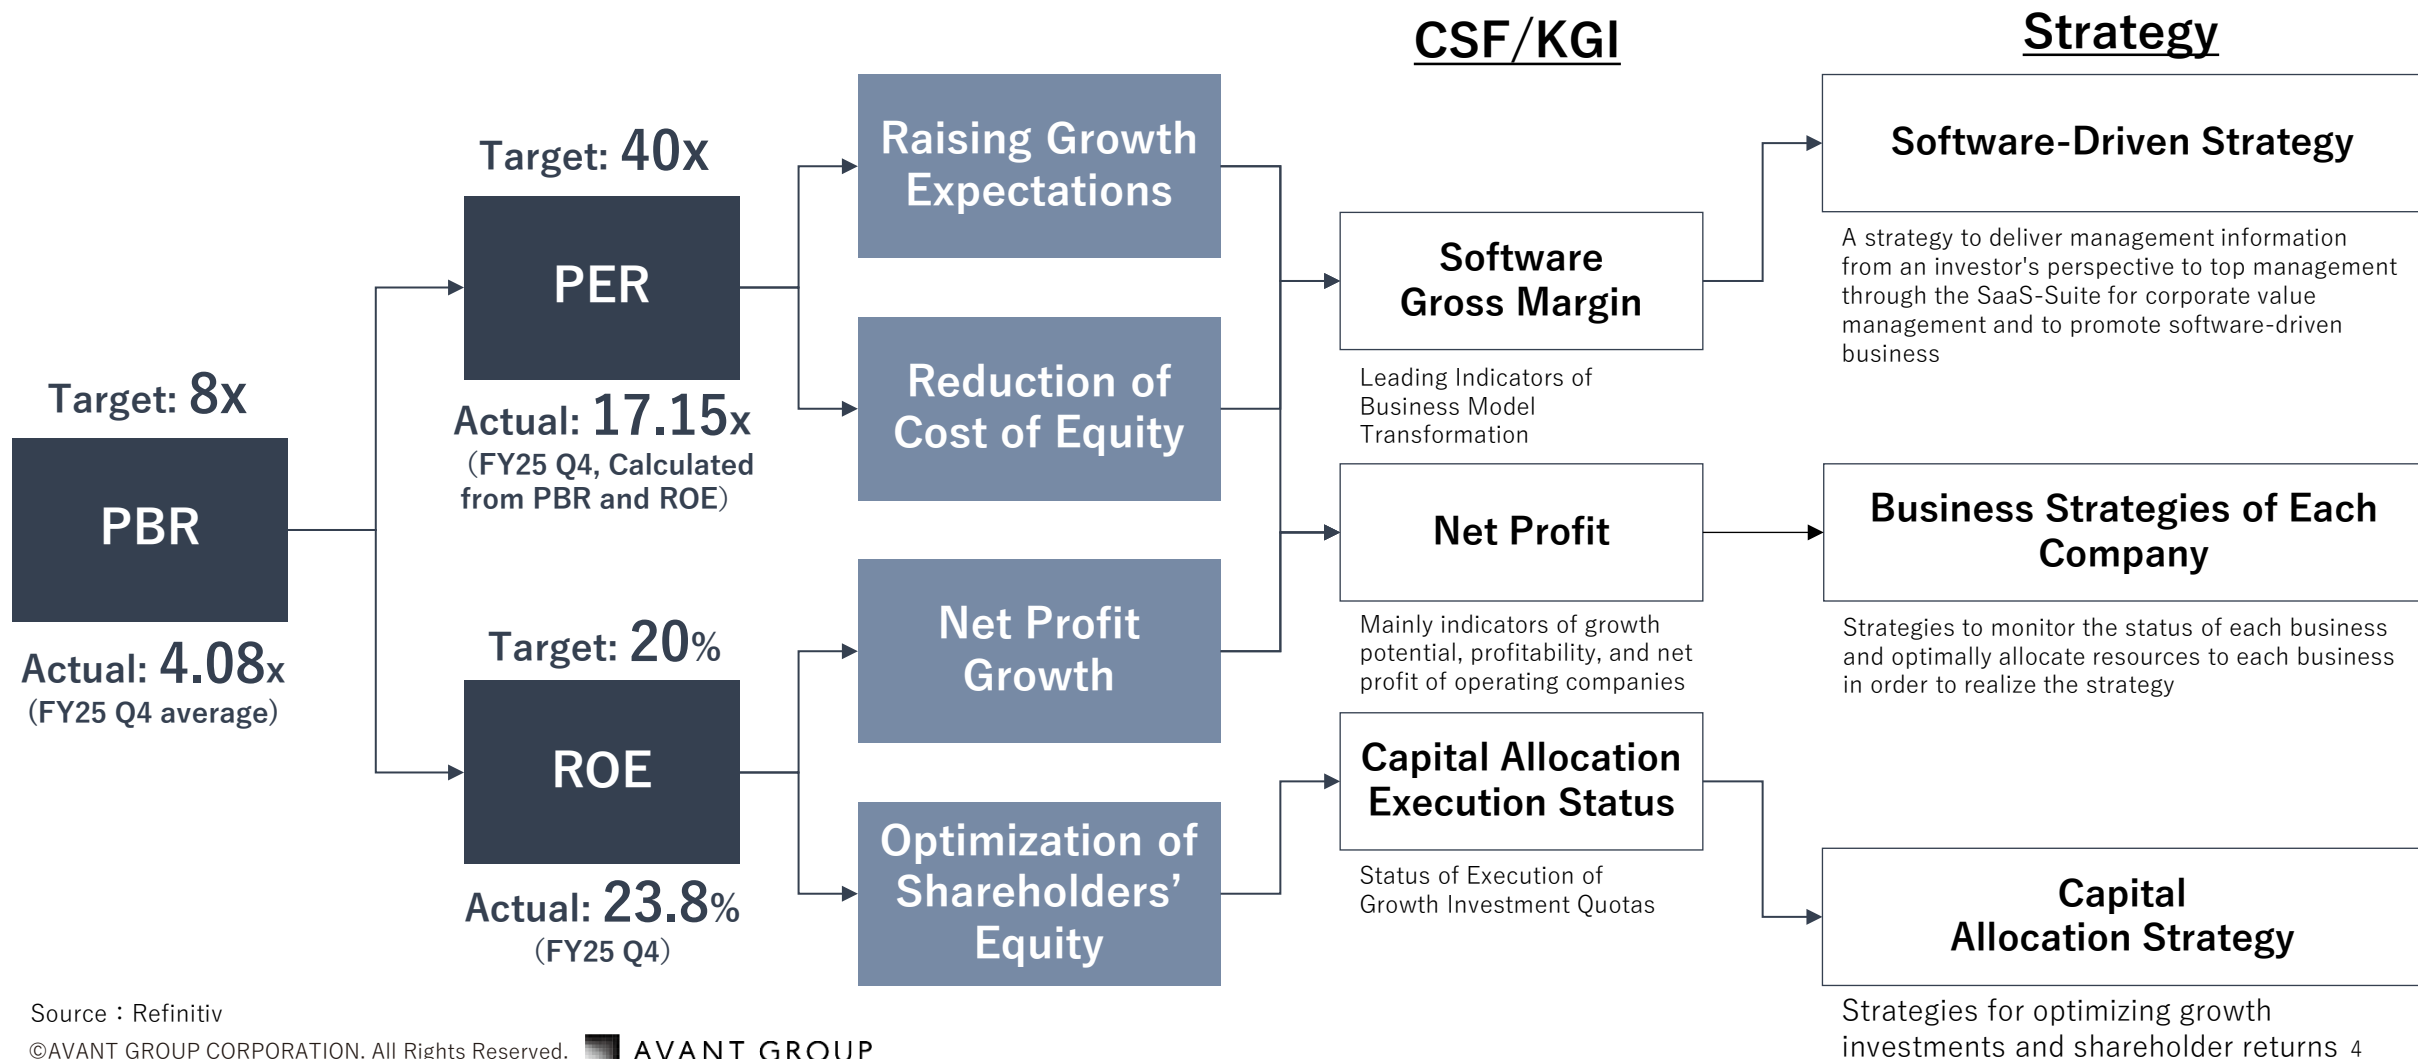 CSF/KGI
Strategy
Target: 8x
PBR
Actual: 4.08x
(FY25 Q4 average)
Target: 40x
PER
Actual: 17.15x
(FY25 Q4, Calculated
from PBR and ROE)
Target: 20%
ROE
Actual: 23.8%
(FY25 Q4)
Raising Growth
Expectations
Reduction of
Cost of Equity
Net Profit
Growth
Optimization of
Shareholders’
Equity
Software
Gross Margin
Leading Indicators of
Business Model
Transformation
Net Profit
Mainly indicators of growth
potential, profitability, and net
profit of operating companies
Capital Allocation
Execution Status
Status of Execution of
Growth Investment Quotas
Software-Driven Strategy
A strategy to deliver management information
from an investor's perspective to top management
through the SaaS-Suite for corporate value
management and to promote software-driven
business
Business Strategies of Each
Company
Strategies to monitor the status of each business
and optimally allocate resources to each business
in order to realize the strategy
Capital
Allocation Strategy
Strategies for optimizing growth
investments and shareholder returns
4
Source：Refinitiv
©AVANT GROUP CORPORATION. All Rights Reserved.
AVANT GROUP